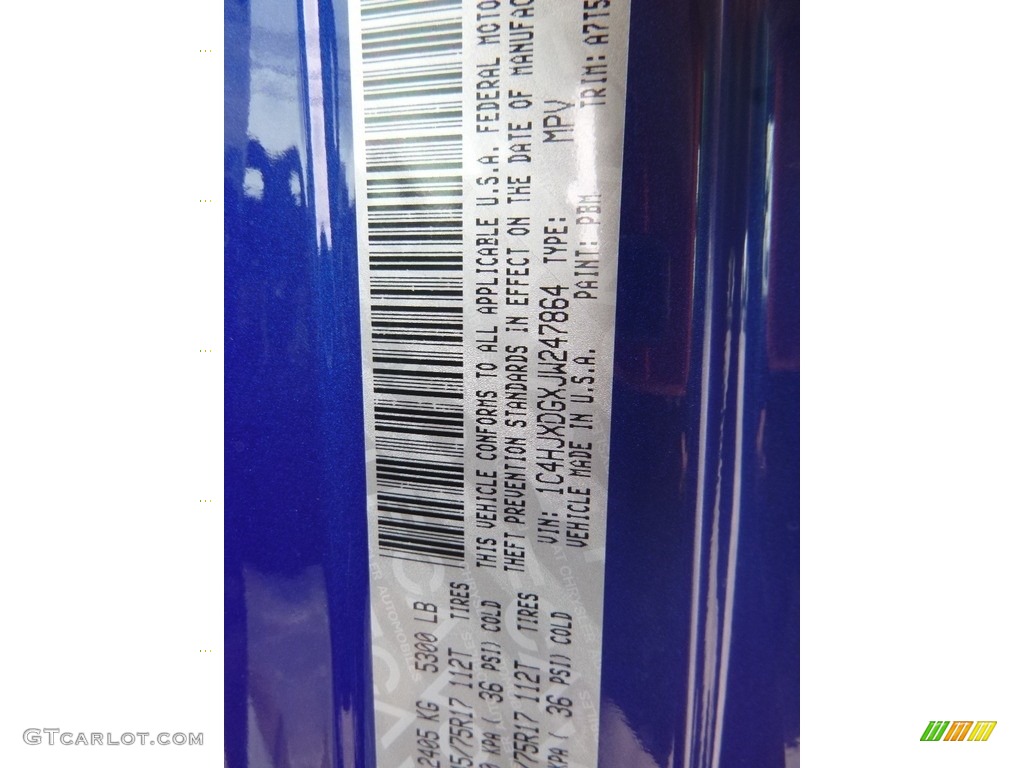 2405 KG 5300 LB
5/75R17 112T TIRES
KPA ( 36 PSI) COLD
/75R17 112T TIRES
KPA ( 36 PSI) COLD
THIS VEHICLE CONFORMS TO ALL APPLICABLE U.S.A. FEDERAL MOTO
THEFT PREVENTION STANDARDS IN EFFECT ON THE DATE OF MANUFAC
VIN: 1C4HJXDGXJW247864 TYPE: MPV
VEHICLE MADE IN U.S.A. PAINT: PBM TRIM: A7T5
GTCarLot.com